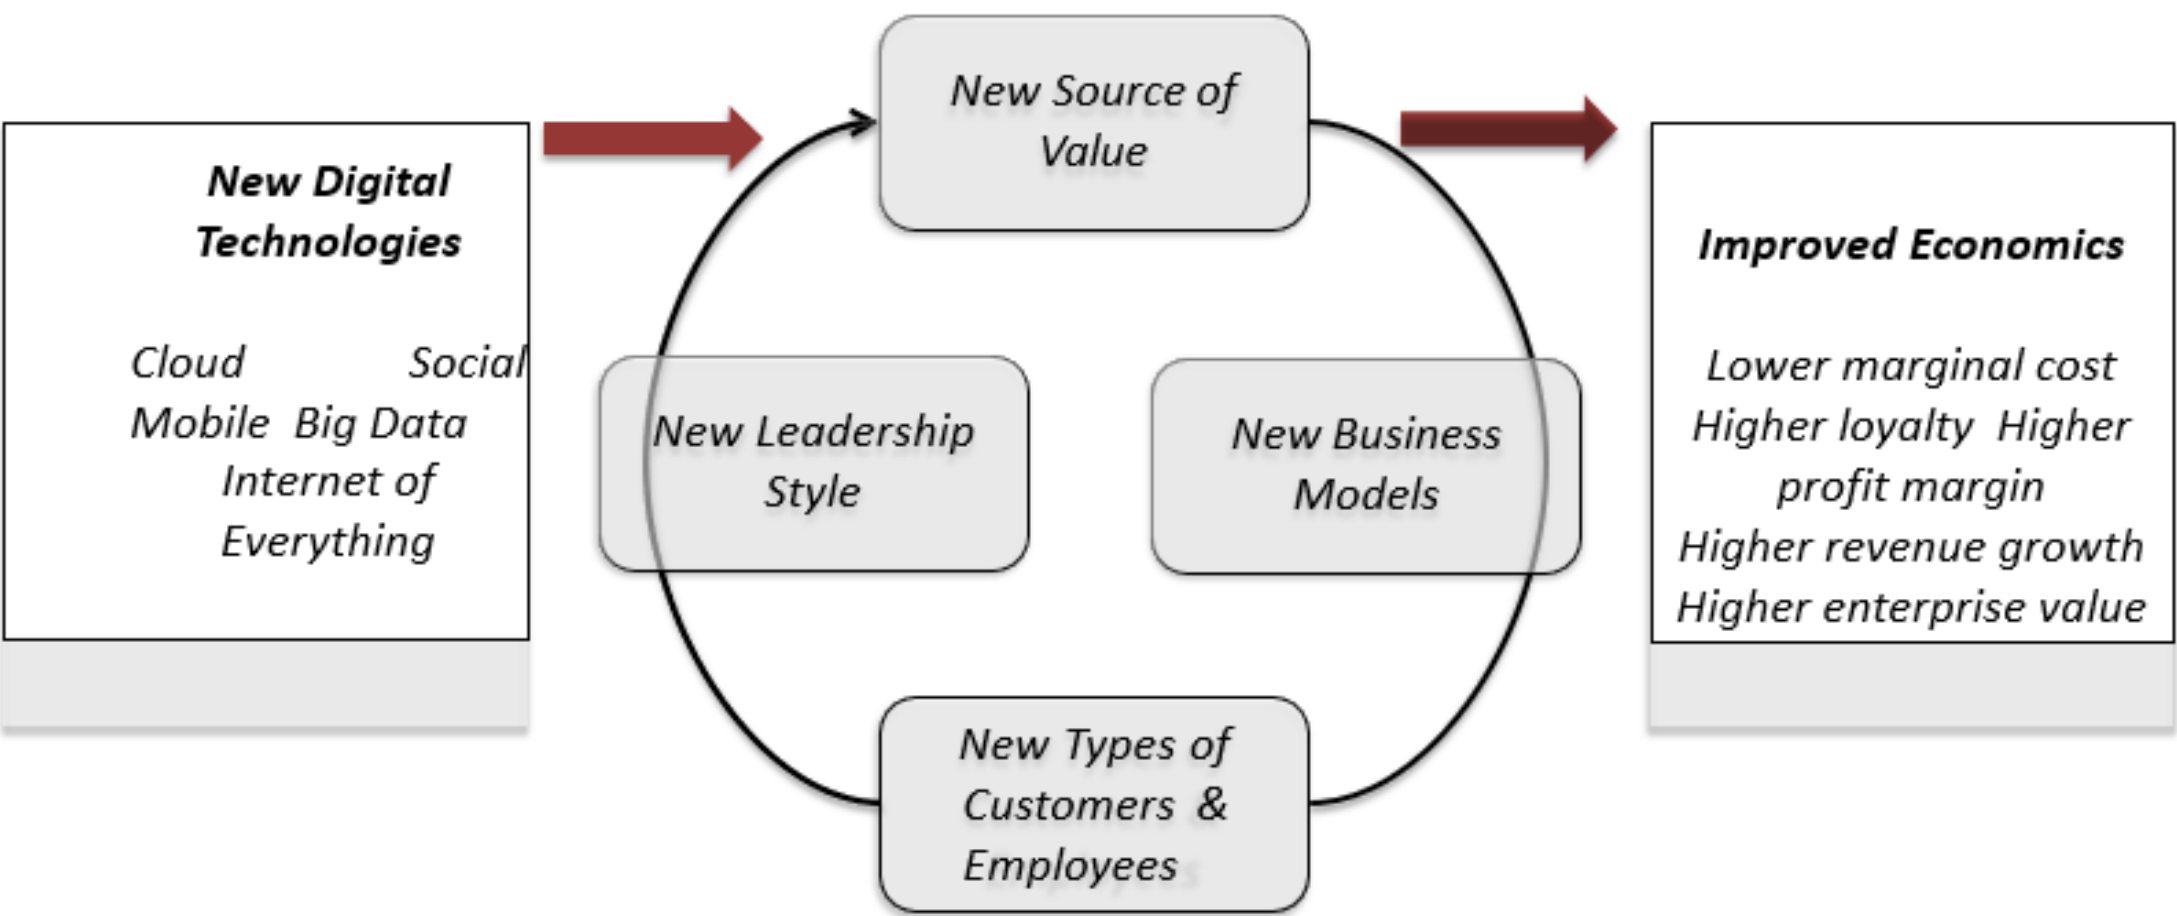 New Digital
Technologies
Cloud Social
Mobile Big Data
Internet of
Everything
New Source of
Value
New Leadership
Style
New Business
Models
New Types of
Customers &
Employees
Improved Economics
Lower marginal cost
Higher loyalty Higher
profit margin
Higher revenue growth
Higher enterprise value